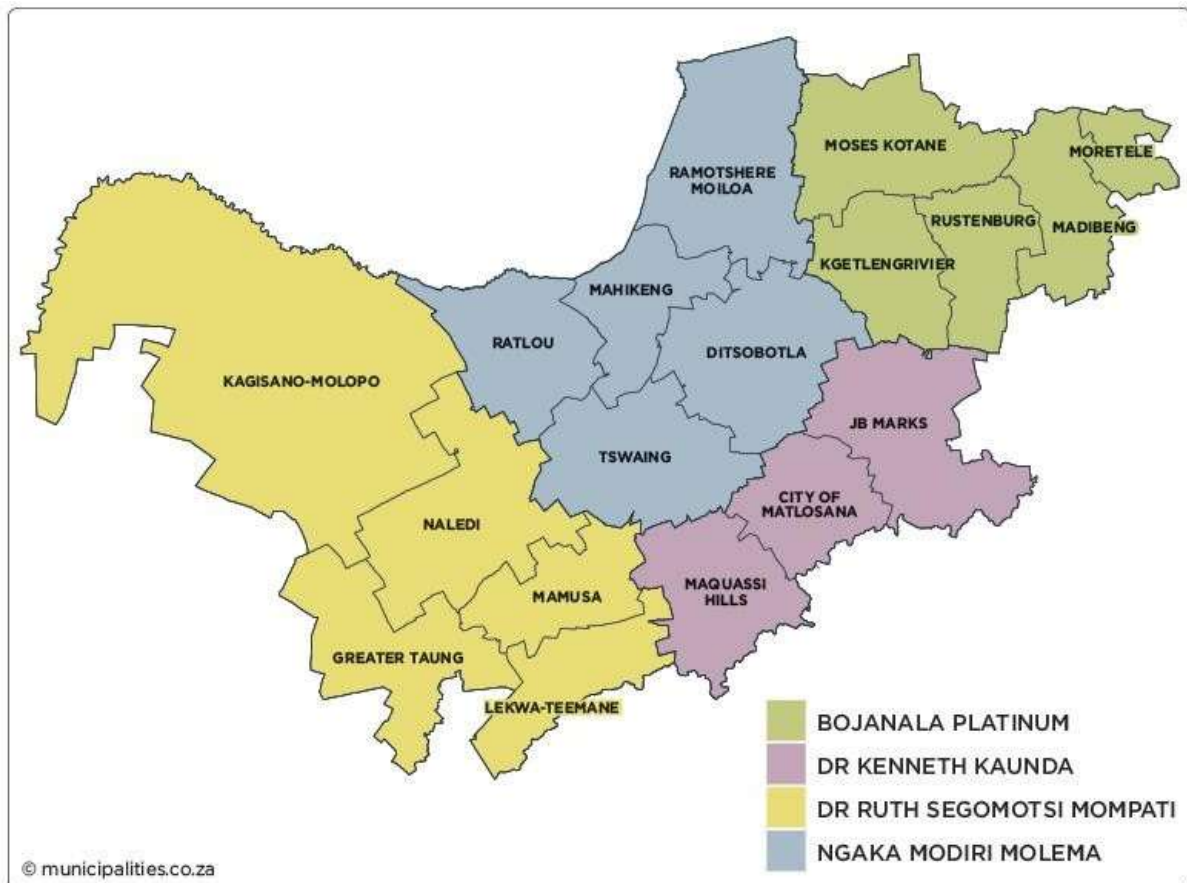 MOSES KOTANE
MORETELE
RAMOTSHERE
MOILOA
RUSTENBURG
MADIBENG
KGETLENGRIVIER
MAHIKENG
RATLOU
DITSOBOTLA
KAGISANO-MOLOPO
JB MARKS
TSWAING
CITY OF
MATLOSANA
NALEDI
MAQUASSI
HILLS
MAMUSA
GREATER TAUNG
LEKWA-TEEMANE
BOJANALA PLATINUM
DR KENNETH KAUNDA
DR RUTH SEGOMOTSI MOMPATI
NGAKA MODIRI MOLEMA
© municipalities.co.za